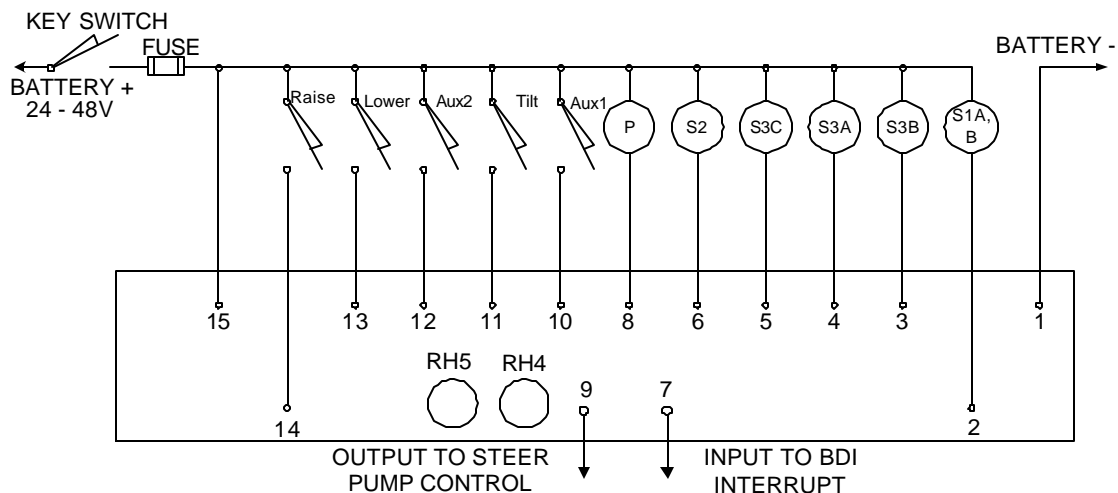 KEY SWITCH
FUSE
BATTERY -
BATTERY +
24 - 48V
Raise
Lower
Aux2
Tilt
Aux1
P
S2
S3C
S3A
S3B
S1A,
B
15
13
12
11
10
8
6
5
4
3
1
RH5
RH4
9
7
14
2
OUTPUT TO STEER
PUMP CONTROL
INPUT TO BDI
INTERRUPT